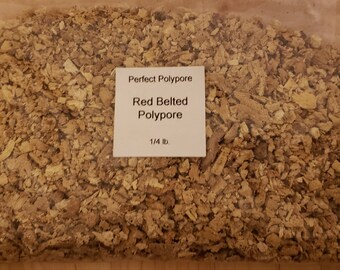 Perfect Polypore
Red Belted
Polypore
1/4 lb.